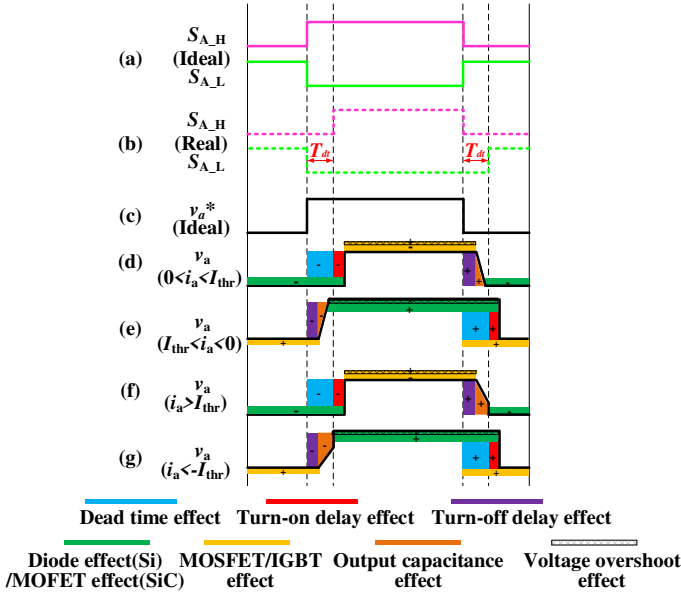 S_A_H
(a) (Ideal)
S_A_L
S_A_H
(b) (Real)
S_A_L
T_dt T_dt
(c) v_a*
(Ideal)
(d) v_a
(0<i_a<I_thr)
- - - + - + + -
(e) v_a
(I_thr<i_a<0)
+ - - + + + + +
(f) v_a
(i_a>I_thr)
- - - + - + + -
(g) v_a
(i_a<-I_thr)
+ - - + + + +
Dead time effect Turn-on delay effect Turn-off delay effect
Diode effect(Si) MOSFET/IGBT Output capacitance Voltage overshoot
/MOFET effect(SiC) effect effect effect